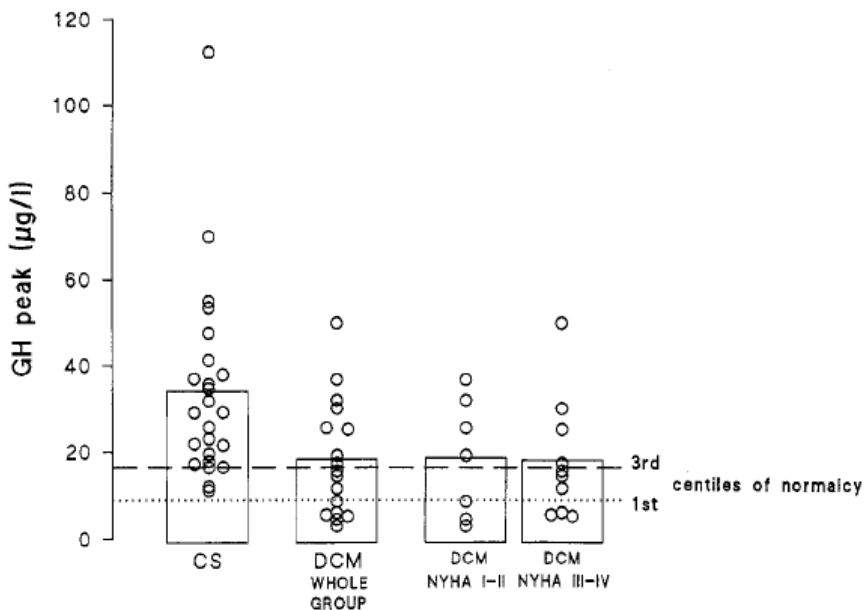 120
100
80
60
40
20
0
GH peak (µg/l)
3rd
centiles of normalcy
1st
CS
DCM
WHOLE
GROUP
DCM
NYHA I-II
DCM
NYHA III-IV